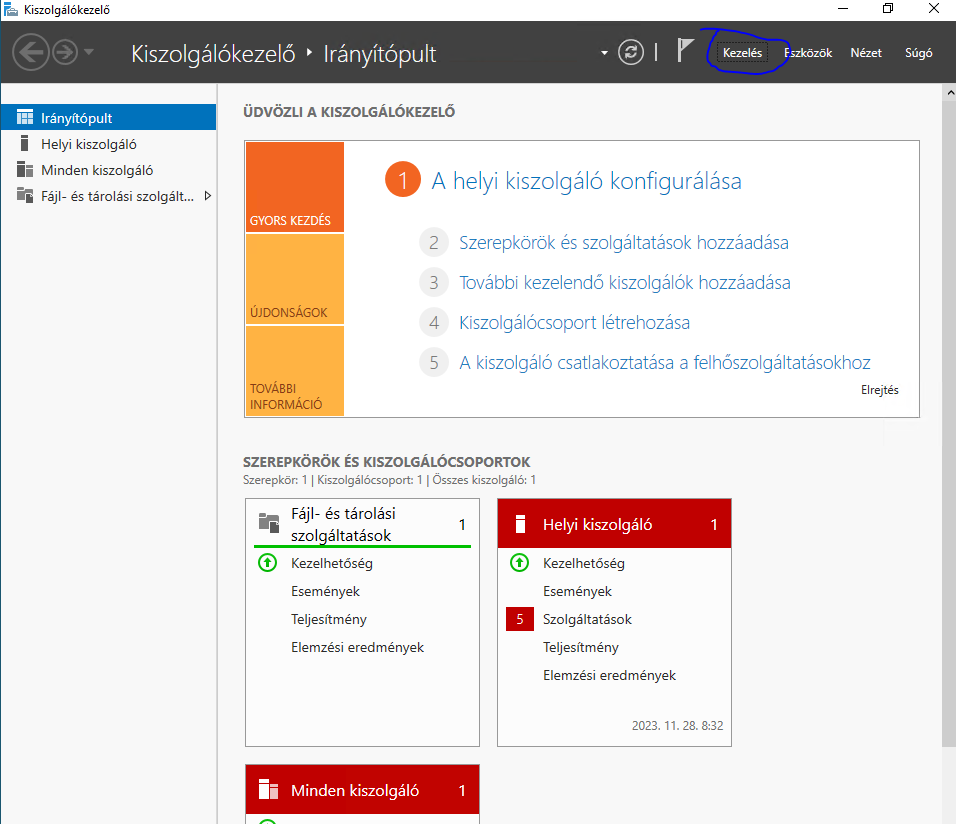 Kiszolgálókezelő
Kiszolgálókezelő ‣ Irányítópult
Kezelés Eszközök Nézet Súgó
Irányítópult
Helyi kiszolgáló
Minden kiszolgáló
Fájl- és tárolási szolgált...
ÜDVÖZLI A KISZOLGÁLÓKEZELŐ
GYORS KEZDÉS
ÚJDONSÁGOK
TOVÁBBI
INFORMÁCIÓ
1 A helyi kiszolgáló konfigurálása
2 Szerepkörök és szolgáltatások hozzáadása
3 További kezelendő kiszolgálók hozzáadása
4 Kiszolgálócsoport létrehozása
5 A kiszolgáló csatlakoztatása a felhőszolgáltatásokhoz
Elrejtés
SZEREPKÖRÖK ÉS KISZOLGÁLÓCSOPORTOK
Szerepkör: 1 | Kiszolgálócsoport: 1 | Összes kiszolgáló: 1
Fájl- és tárolási
szolgáltatások 1
Kezelhetőség
Események
Teljesítmény
Elemzési eredmények
Helyi kiszolgáló 1
Kezelhetőség
Események
5 Szolgáltatások
Teljesítmény
Elemzési eredmények
2023. 11. 28. 8:32
Minden kiszolgáló 1